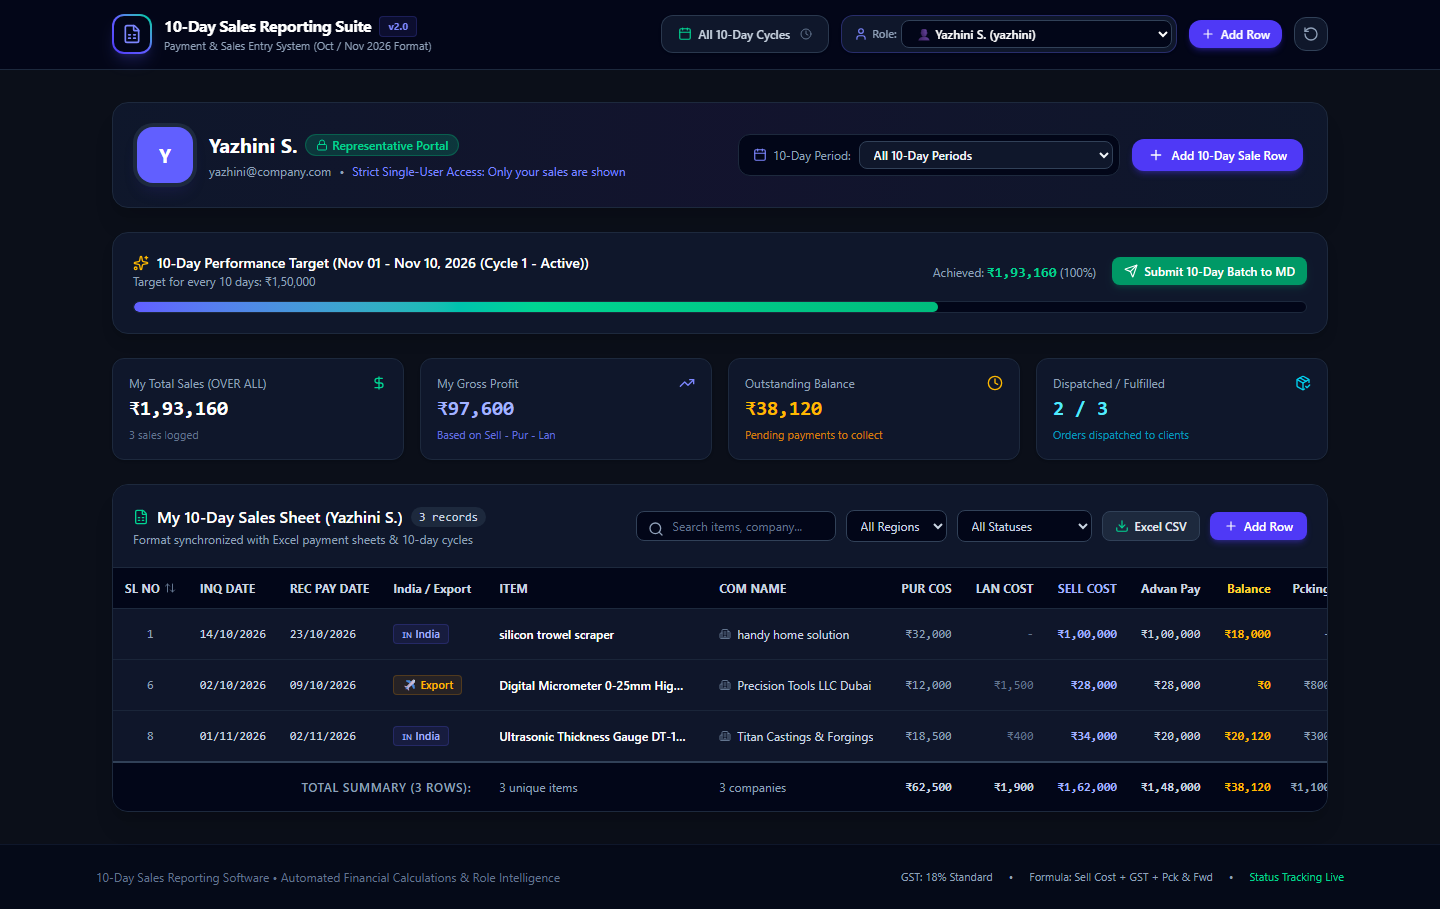 10-Day Sales Reporting Suite v2.0
Payment & Sales Entry System (Oct / Nov 2026 Format)
All 10-Day Cycles
Role: Yazhini S. (yazhini)
Add Row
Y
Yazhini S. Representative Portal
yazhini@company.com • Strict Single-User Access: Only your sales are shown
10-Day Period: All 10-Day Periods
Add 10-Day Sale Row
10-Day Performance Target (Nov 01 - Nov 10, 2026 (Cycle 1 - Active))
Target for every 10 days: ₹1,50,000
Achieved: ₹1,93,160 (100%)
Submit 10-Day Batch to MD
My Total Sales (OVER ALL)
₹1,93,160
3 sales logged
My Gross Profit
₹97,600
Based on Sell - Pur - Lan
Outstanding Balance
₹38,120
Pending payments to collect
Dispatched / Fulfilled
2 / 3
Orders dispatched to clients
My 10-Day Sales Sheet (Yazhini S.) 3 records
Format synchronized with Excel payment sheets & 10-day cycles
Search items, company...
All Regions
All Statuses
Excel CSV
Add Row
SL NO INQ DATE REC PAY DATE India / Export ITEM COM NAME PUR COS LAN COST SELL COST Advan Pay Balance Pcking
1 14/10/2026 23/10/2026 IN India silicon trowel scraper handy home solution ₹32,000 - ₹1,00,000 ₹1,00,000 ₹18,000 -
6 02/10/2026 09/10/2026 Export Digital Micrometer 0-25mm Hig... Precision Tools LLC Dubai ₹12,000 ₹1,500 ₹28,000 ₹28,000 ₹0 ₹800
8 01/11/2026 02/11/2026 IN India Ultrasonic Thickness Gauge DT-1... Titan Castings & Forgings ₹18,500 ₹400 ₹34,000 ₹20,000 ₹20,120 ₹300
TOTAL SUMMARY (3 ROWS): 3 unique items 3 companies ₹62,500 ₹1,900 ₹1,62,000 ₹1,48,000 ₹38,120 ₹1,100
10-Day Sales Reporting Software • Automated Financial Calculations & Role Intelligence
GST: 18% Standard • Formula: Sell Cost + GST + Pck & Fwd • Status Tracking Live